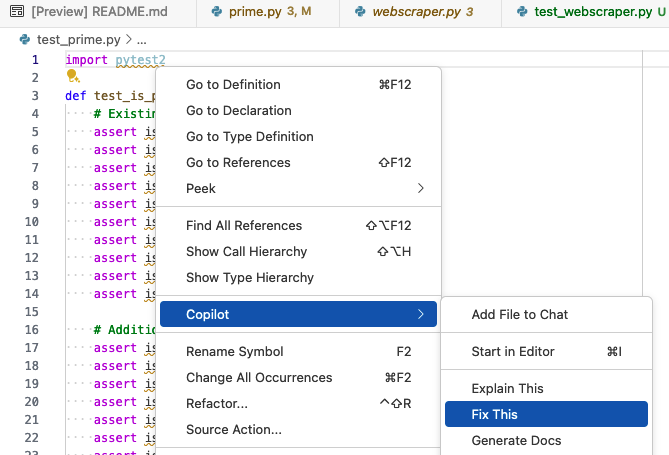 [Preview] README.md prime.py 3, M webscraper.py 3 test_webscraper.py U
test_prime.py > ...
1 import pytest2
2
3 def test_is_p
4 # Existin
5 assert is
6 assert is
7 assert is
8 assert is
9 assert is
10 assert is
11 assert is
12 assert is
13 assert is
14 assert is
15
16 # Additio
17 assert is
18 assert is
19 assert is
20 assert is
21 assert is
22 assert is
23 assert is
Go to Definition ⌘F12
Go to Declaration
Go to Type Definition
Go to References ⇧F12
Peek >
Find All References ⇧⌥F12
Show Call Hierarchy ⇧⌥H
Show Type Hierarchy
Copilot >
Rename Symbol F2
Change All Occurrences ⌘F2
Refactor... ^⇧R
Source Action...
Add File to Chat
Start in Editor ⌘I
Explain This
Fix This
Generate Docs